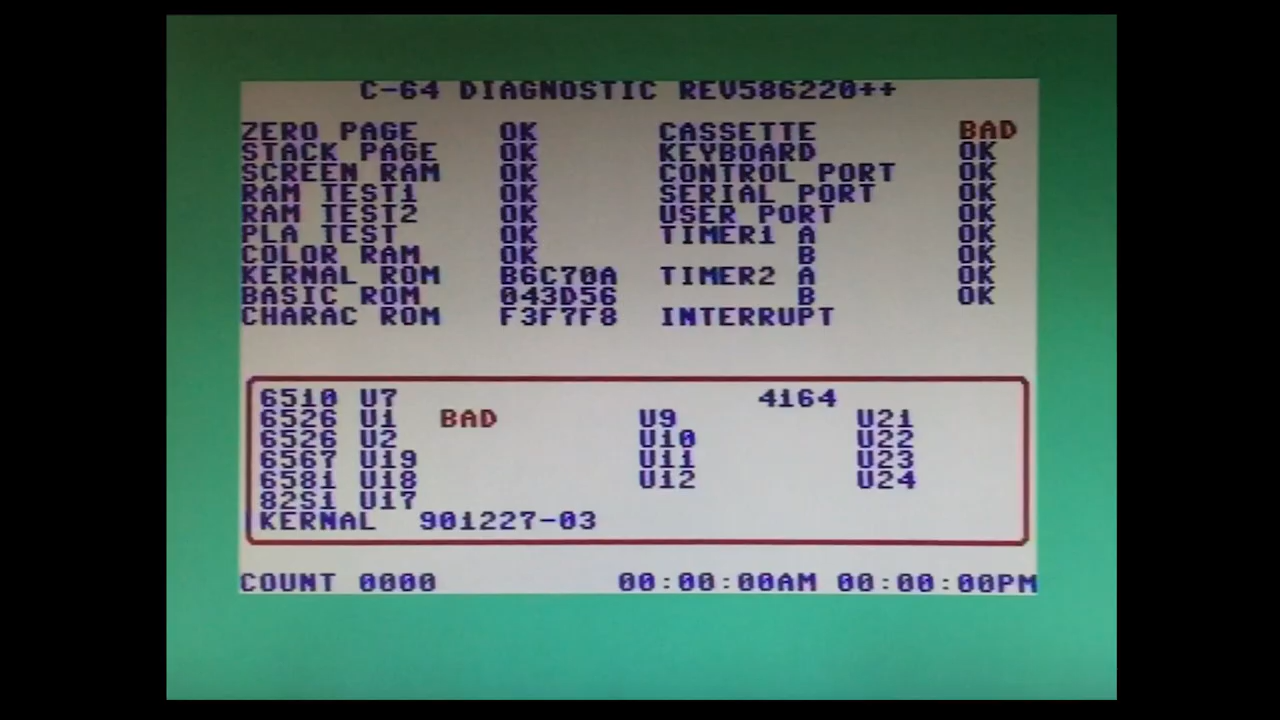 C-64 DIAGNOSTIC REV586220++
ZERO PAGE OK CASSETTE BAD
STACK PAGE OK KEYBOARD OK
SCREEN RAM OK CONTROL PORT OK
RAM TEST1 OK SERIAL PORT OK
RAM TEST2 OK USER PORT OK
PLA TEST OK TIMER1 A OK
COLOR RAM OK B OK
KERNAL ROM B6C70A TIMER2 A OK
BASIC ROM 043D56 B OK
CHARAC ROM F3F7F8 INTERRUPT
6510 U7 4164
6526 U1 BAD U9 U21
6526 U2 U10 U22
6567 U19 U11 U23
6581 U18 U12 U24
82S1 U17
KERNAL 901227-03
COUNT 0000 00:00:00AM 00:00:00PM